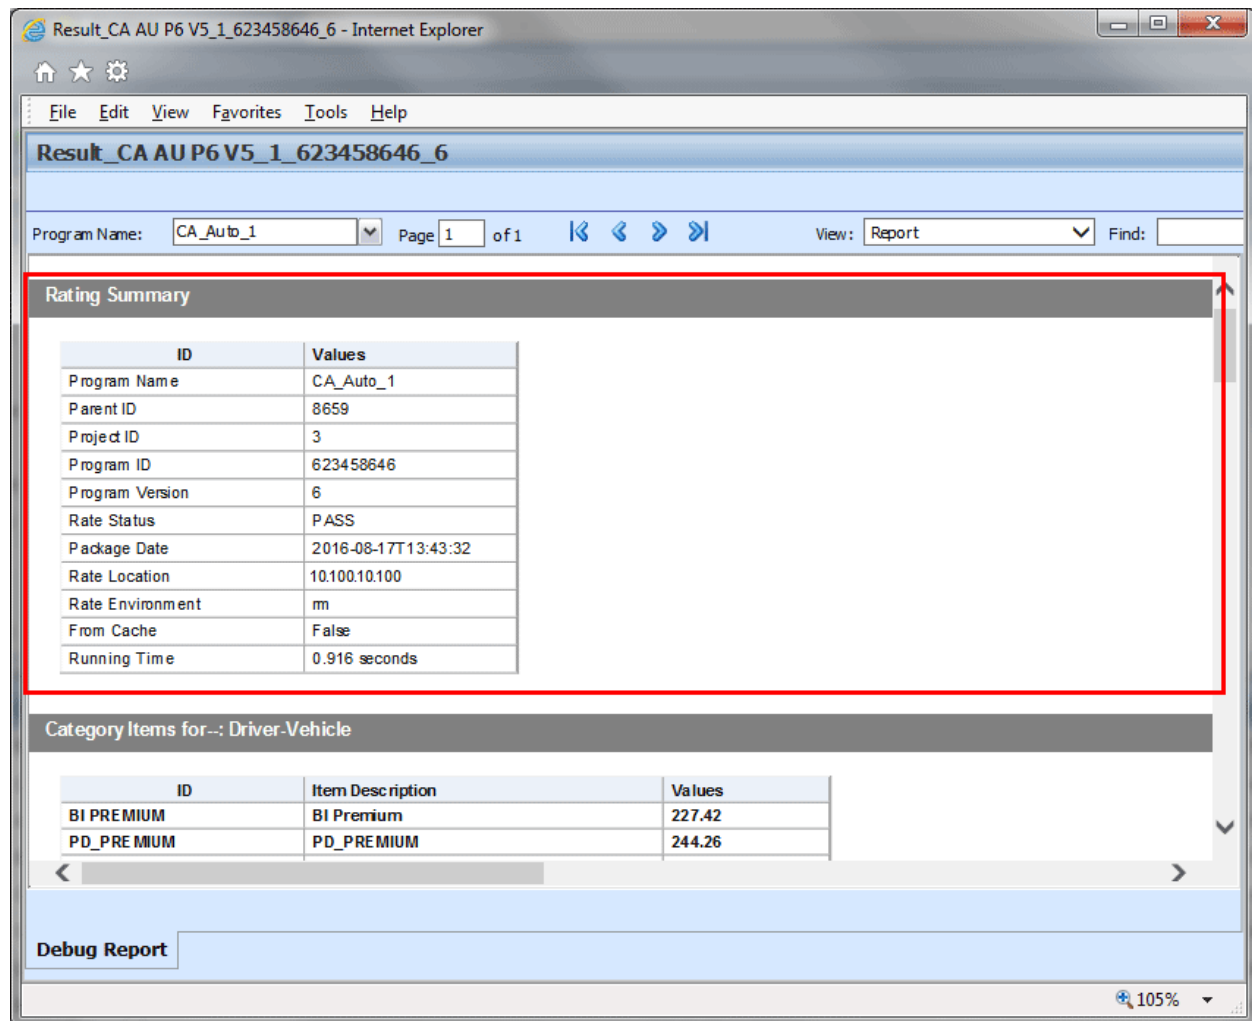 Result_CA AU P6 V5_1_623458646_6 - Internet Explorer
File Edit View Favorites Tools Help
Result_CA AU P6 V5_1_623458646_6
Program Name: CA_Auto_1 Page 1 of 1 View: Report Find:
Rating Summary
ID Values
Program Name CA_Auto_1
Parent ID 8659
Project ID 3
Program ID 623458646
Program Version 6
Rate Status PASS
Package Date 2016-08-17T13:43:32
Rate Location 10.100.10.100
Rate Environment rm
From Cache False
Running Time 0.916 seconds
Category Items for--: Driver-Vehicle
ID Item Description Values
BI PREMIUM BI Premium 227.42
PD_PREMIUM PD_PREMIUM 244.26
Debug Report
105%